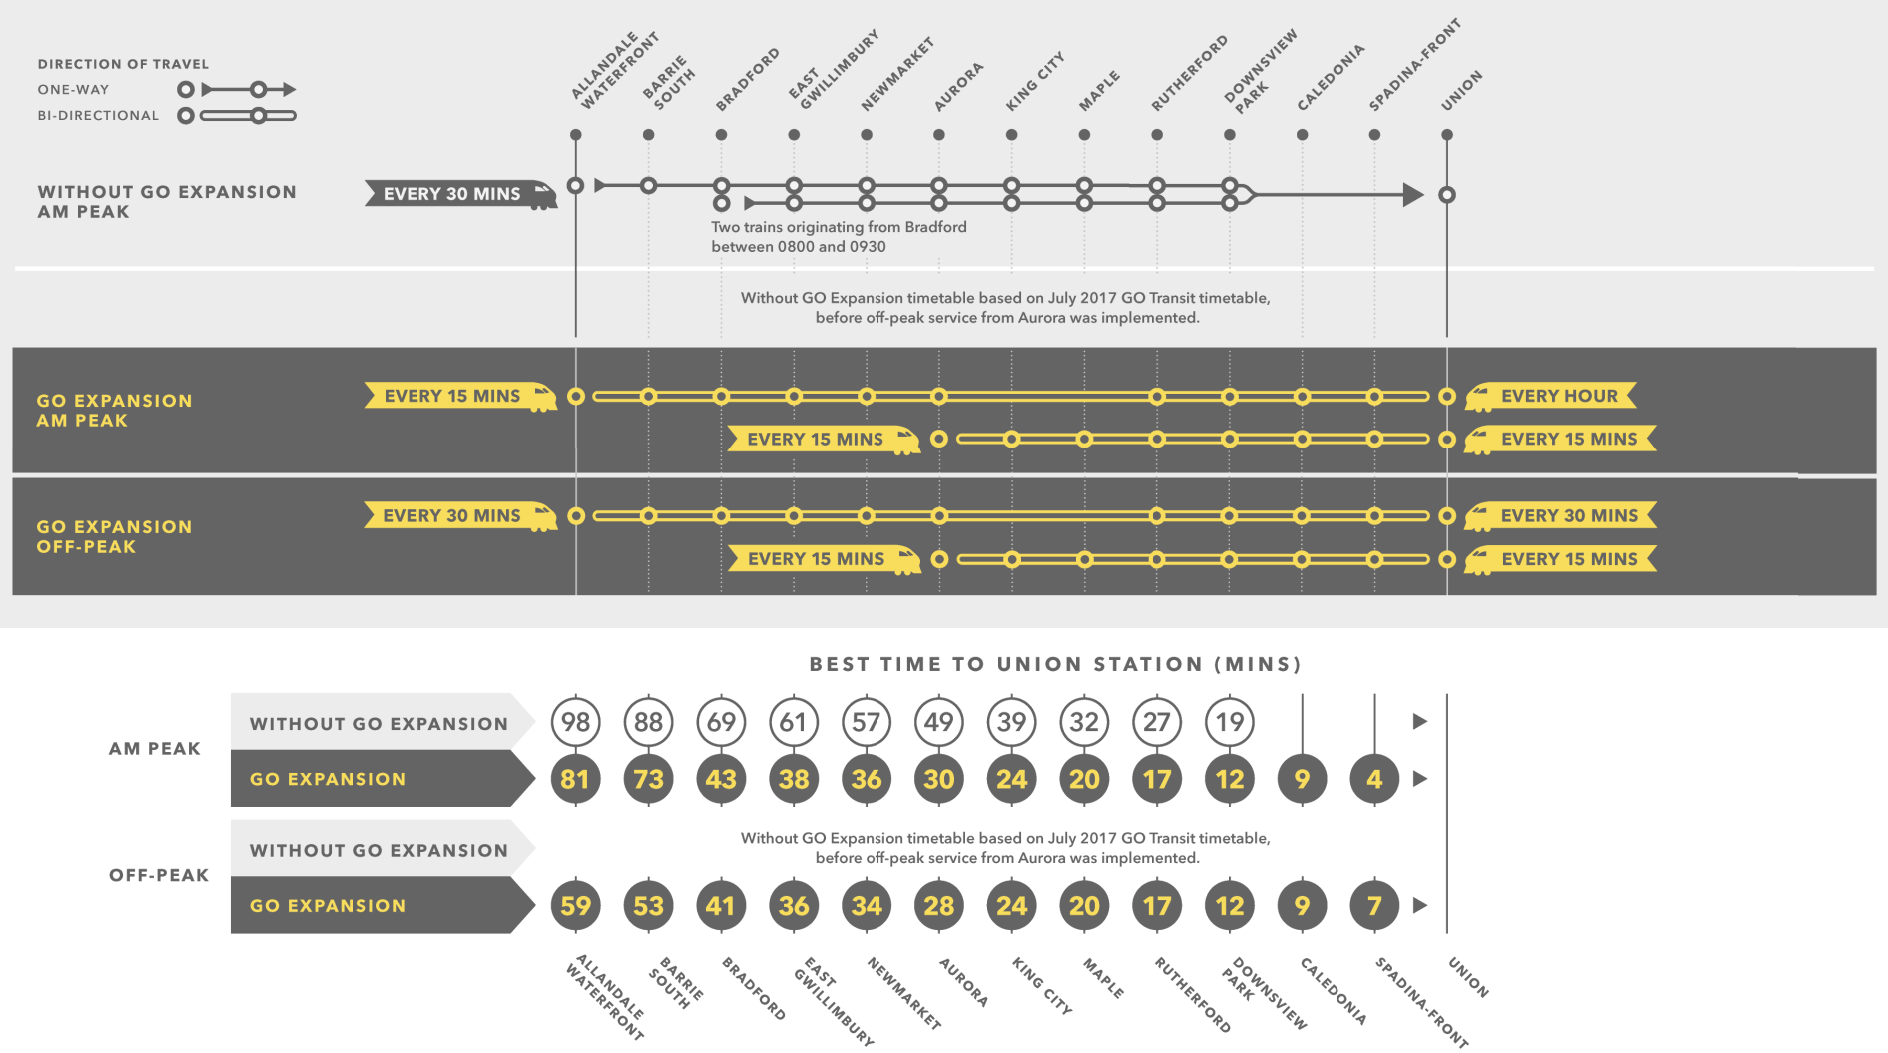 DIRECTION OF TRAVEL
ONE-WAY
BI-DIRECTIONAL
ALLANDALE
WATERFRONT
BARRIE
SOUTH
BRADFORD
EAST
GWILLIMBURY
NEWMARKET
AURORA
KING CITY
MAPLE
RUTHERFORD
DOWNSVIEW
PARK
CALEDONIA
SPADINA-FRONT
UNION
WITHOUT GO EXPANSION
AM PEAK
EVERY 30 MINS
Two trains originating from Bradford
between 0800 and 0930
Without GO Expansion timetable based on July 2017 GO Transit timetable,
before off-peak service from Aurora was implemented.
GO EXPANSION
AM PEAK
EVERY 15 MINS
EVERY HOUR
EVERY 15 MINS
EVERY 15 MINS
GO EXPANSION
OFF-PEAK
EVERY 30 MINS
EVERY 30 MINS
EVERY 15 MINS
EVERY 15 MINS
BEST TIME TO UNION STATION (MINS)
AM PEAK
WITHOUT GO EXPANSION
98 88 69 61 57 49 39 32 27 19
GO EXPANSION
81 73 43 38 36 30 24 20 17 12 9 4
OFF-PEAK
WITHOUT GO EXPANSION
Without GO Expansion timetable based on July 2017 GO Transit timetable,
before off-peak service from Aurora was implemented.
GO EXPANSION
59 53 41 36 34 28 24 20 17 12 9 7
ALLANDALE
WATERFRONT
BARRIE
SOUTH
BRADFORD
EAST
GWILLIMBURY
NEWMARKET
AURORA
KING CITY
MAPLE
RUTHERFORD
DOWNSVIEW
PARK
CALEDONIA
SPADINA-FRONT
UNION